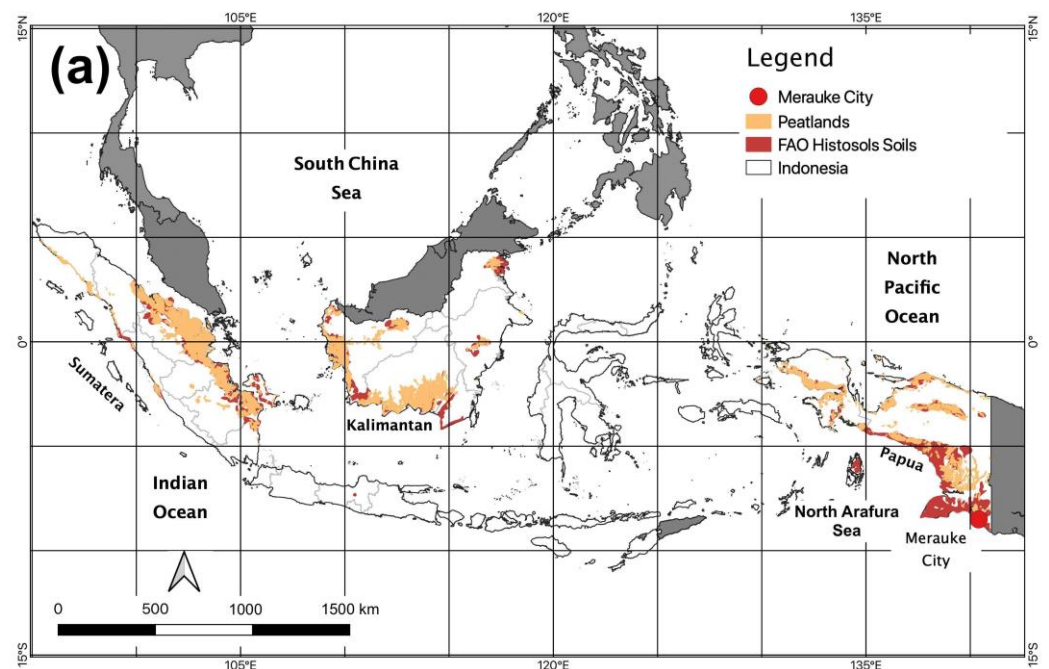 105°E
120°E
135°E
15°N
15°N
(a)
Legend
Merauke City
Peatlands
FAO Histosols Soils
Indonesia
South China
Sea
North
Pacific
Ocean
0°
0°
Sumatera
Kalimantan
Papua
Indian
Ocean
North Arafura
Sea
Merauke
City
0
500
1000
1500 km
15°S
15°S
105°E
120°E
135°E